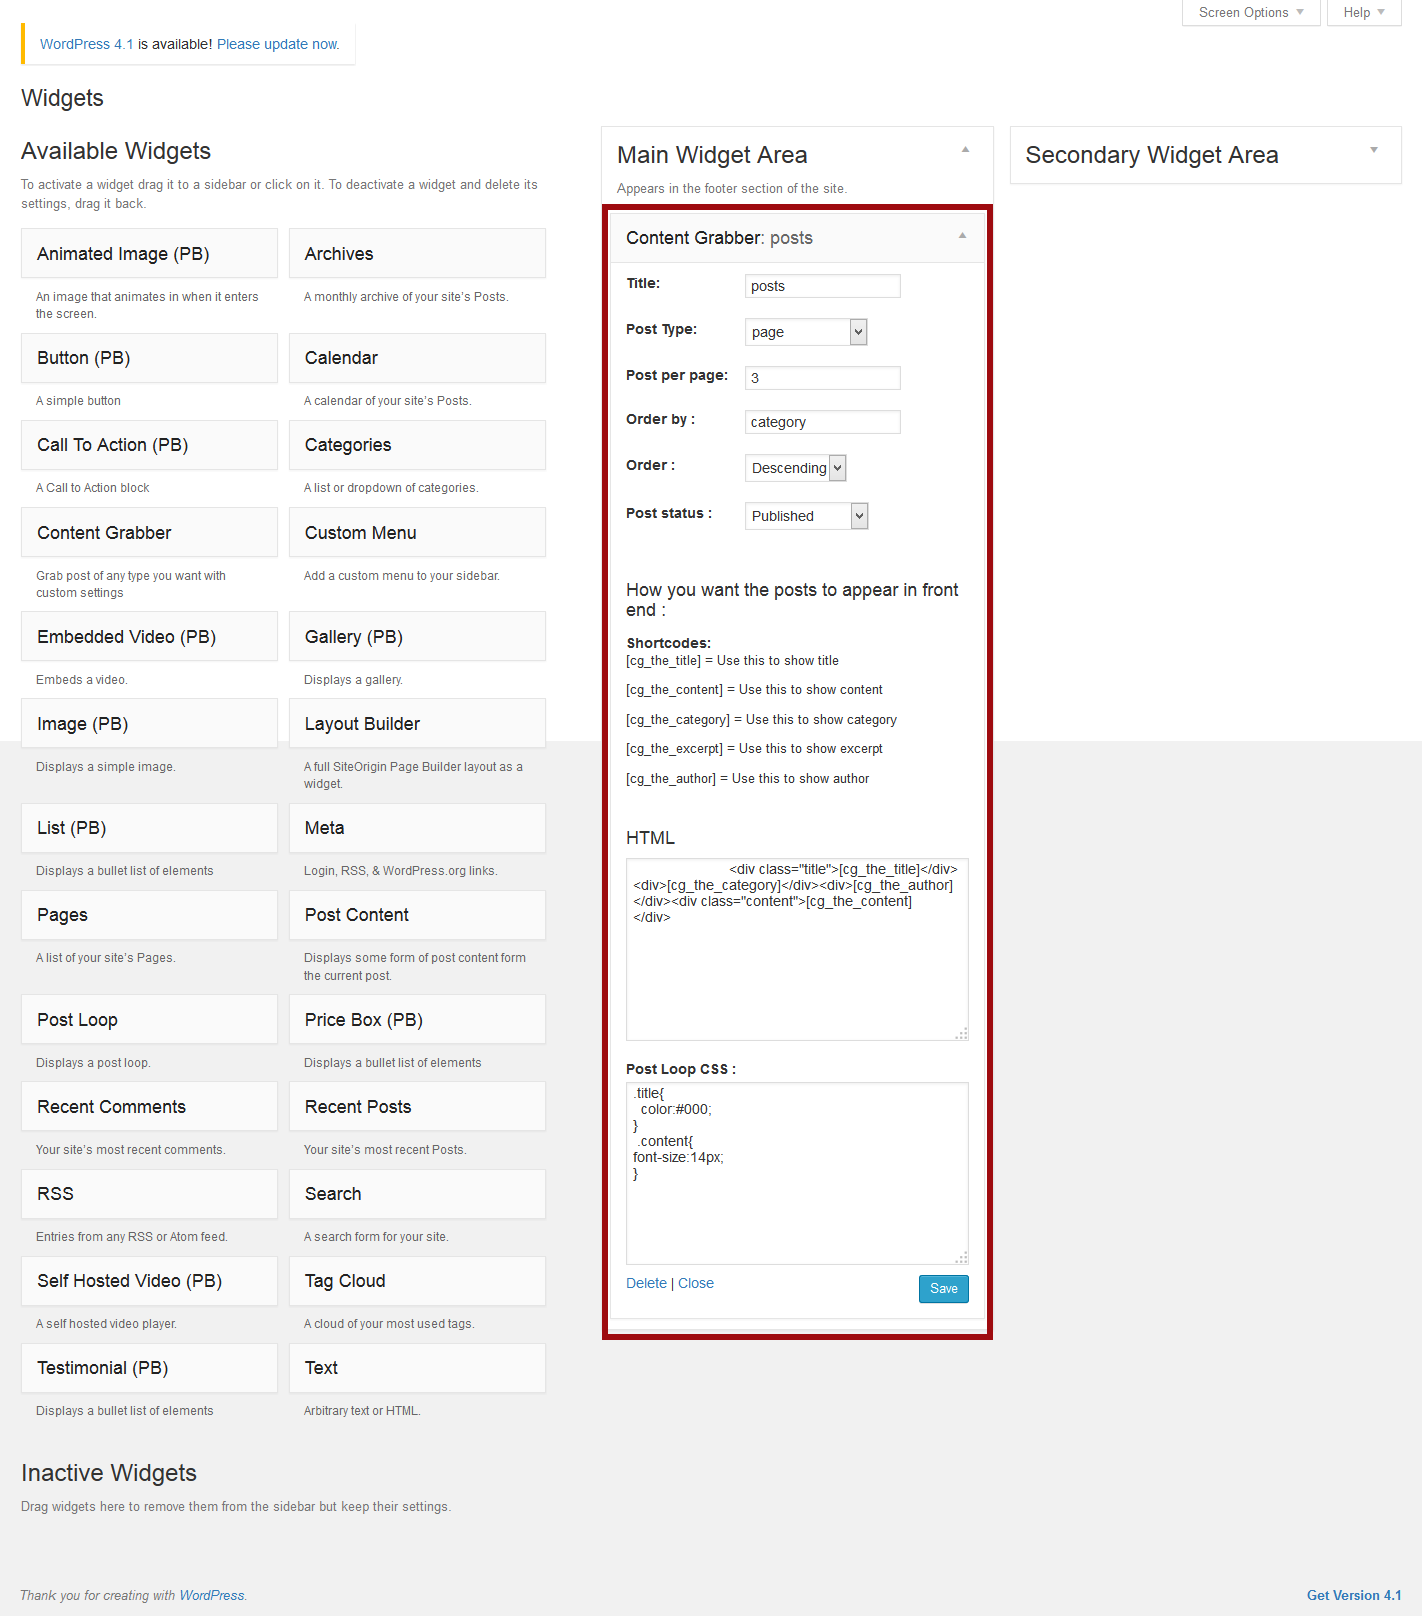 Screen Options
Help
WordPress 4.1 is available! Please update now.
Widgets
Available Widgets
To activate a widget drag it to a sidebar or click on it. To deactivate a widget and delete its
settings, drag it back.
Animated Image (PB)
An image that animates in when it enters
the screen.
Archives
A monthly archive of your site's Posts.
Button (PB)
A simple button
Calendar
A calendar of your site's Posts.
Call To Action (PB)
A Call to Action block
Categories
A list or dropdown of categories.
Content Grabber
Grab post of any type you want with
custom settings
Custom Menu
Add a custom menu to your sidebar.
Embedded Video (PB)
Embeds a video.
Gallery (PB)
Displays a gallery.
Image (PB)
Displays a simple image.
Layout Builder
A full SiteOrigin Page Builder layout as a
widget.
List (PB)
Displays a bullet list of elements
Meta
Login, RSS, & WordPress.org links.
Pages
A list of your site's Pages.
Post Content
Displays some form of post content form
the current post.
Post Loop
Displays a post loop.
Price Box (PB)
Displays a bullet list of elements
Recent Comments
Your site's most recent comments.
Recent Posts
Your site's most recent Posts.
RSS
Entries from any RSS or Atom feed.
Search
A search form for your site.
Self Hosted Video (PB)
A self hosted video player.
Tag Cloud
A cloud of your most used tags.
Testimonial (PB)
Displays a bullet list of elements
Text
Arbitrary text or HTML.
Inactive Widgets
Drag widgets here to remove them from the sidebar but keep their settings.
Main Widget Area
Appears in the footer section of the site.
Content Grabber: posts
Title: posts
Post Type: page
Post per page: 3
Order by : category
Order : Descending
Post status : Published
How you want the posts to appear in front
end :
Shortcodes:
[cg_the_title] = Use this to show title
[cg_the_content] = Use this to show content
[cg_the_category] = Use this to show category
[cg_the_excerpt] = Use this to show excerpt
[cg_the_author] = Use this to show author
HTML
<div class="title">[cg_the_title]</div>
<div>[cg_the_category]</div><div>[cg_the_author]
</div><div class="content">[cg_the_content]
</div>
Post Loop CSS :
.title{
color:#000;
}
.content{
font-size:14px;
}
Delete | Close
Save
Secondary Widget Area
Thank you for creating with WordPress.
Get Version 4.1